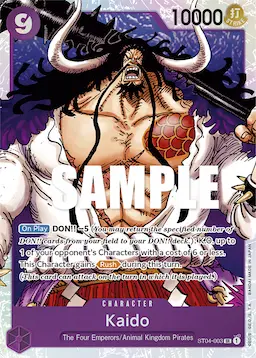 9
10000
打
STRIKE
SAMPLE
On Play DON!! −5 (You may return the specified number of
DON!! cards from your field to your DON!! deck.): K.O. up to
1 of your opponent's Characters with a cost of 6 or less.
This Character gains Rush during this turn.
(This card can attack on the turn in which it is played.)
CHARACTER
Kaido
The Four Emperors/Animal Kingdom Pirates
ST04-003 SR